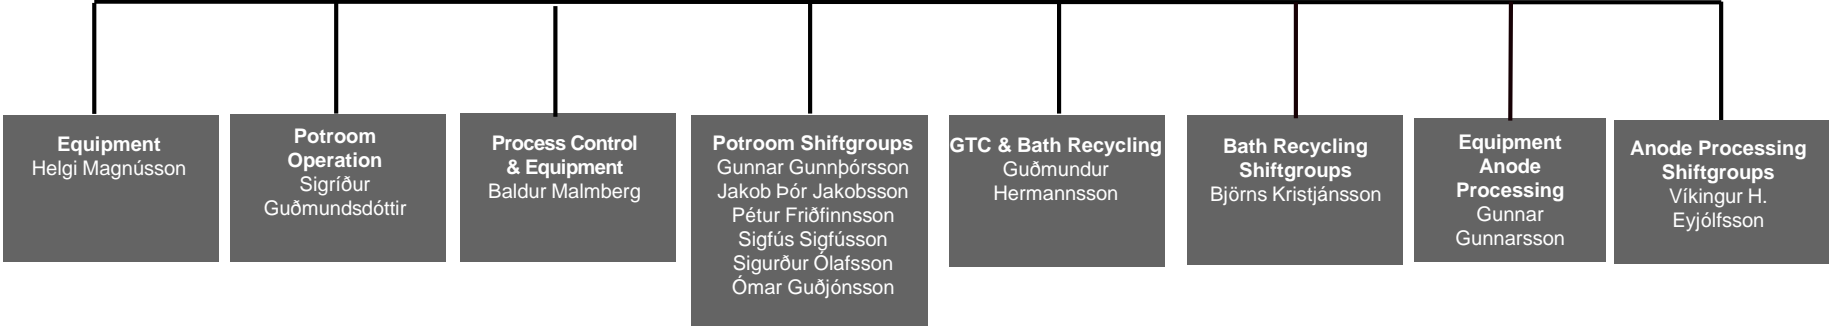 Equipment
Helgi Magnússon
Potroom
Operation
Sigríður
Guðmundsdóttir
Process Control
& Equipment
Baldur Malmberg
Potroom Shiftgroups
Gunnar Gunnþórsson
Jakob Þór Jakobsson
Pétur Friðfinnsson
Sigfús Sigfússon
Sigurður Ólafsson
Ómar Guðjónsson
GTC & Bath Recycling
Guðmundur
Hermannsson
Bath Recycling
Shiftgroups
Björns Kristjánsson
Equipment
Anode
Processing
Gunnar
Gunnarsson
Anode Processing
Shiftgroups
Víkingur H.
Eyjólfsson